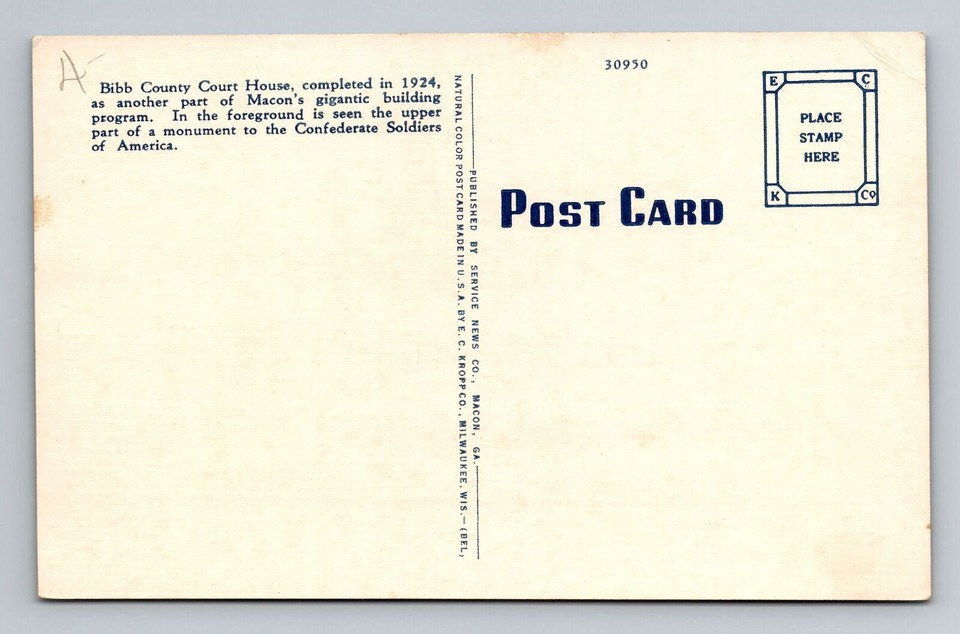 4-
Bibb County Court House, completed in 1924,
as another part of Macon's gigantic building
program. In the foreground is seen the upper
part of a monument to the Confederate Soldiers
of America.
PUBLISHED BY SERVICE NEWS CO., MACON, GA.
NATURAL COLOR POST CARD MADE IN U.S.A. BY E. C. KROPP CO., MILWAUKEE, WIS.—(BEL,
30950
POST CARD
E C
PLACE
STAMP
HERE
K Co